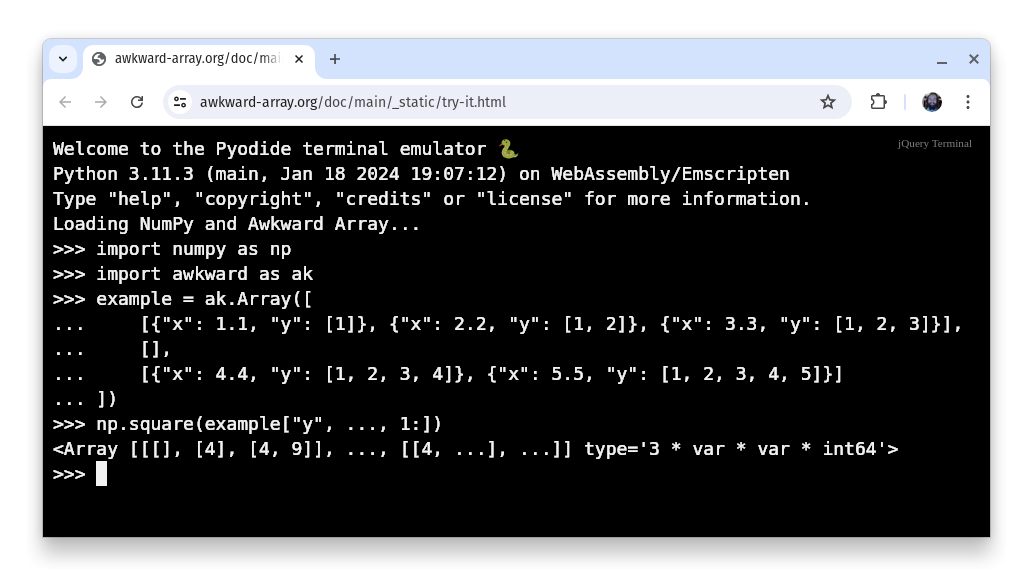 awkward-array.org/doc/mai
awkward-array.org/doc/main/_static/try-it.html
jQuery Terminal
Welcome to the Pyodide terminal emulator 🐍
Python 3.11.3 (main, Jan 18 2024 19:07:12) on WebAssembly/Emscripten
Type "help", "copyright", "credits" or "license" for more information.
Loading NumPy and Awkward Array...
>>> import numpy as np
>>> import awkward as ak
>>> example = ak.Array([
...     [{"x": 1.1, "y": [1]}, {"x": 2.2, "y": [1, 2]}, {"x": 3.3, "y": [1, 2, 3]}],
...     [],
...     [{"x": 4.4, "y": [1, 2, 3, 4]}, {"x": 5.5, "y": [1, 2, 3, 4, 5]}]
... ])
>>> np.square(example["y", ..., 1:])
<Array [[[], [4], [4, 9]], ..., [[4, ...], ...]] type='3 * var * var * int64'>
>>>